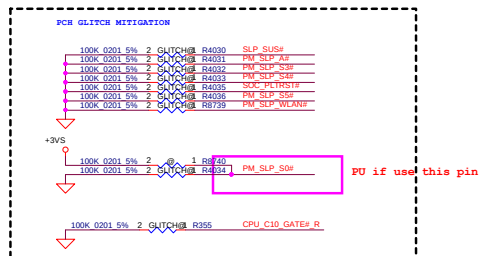 PCH GLITCH MITIGATION
100K_0201_5% 2 GLITCH@1 R4030 SLP_SUS#
100K_0201_5% 2 GLITCH@1 R4031 PM_SLP_A#
100K_0201_5% 2 GLITCH@1 R4032 PM_SLP_S3#
100K_0201_5% 2 GLITCH@1 R4033 PM_SLP_S4#
100K_0201_5% 2 GLITCH@1 R4035 SOC_PLTRST#
100K_0201_5% 2 GLITCH@1 R4036 PM_SLP_S5#
100K_0201_5% 2 GLITCH@1 R8739 PM_SLP_WLAN#
+3VS
100K_0201_5% 2 @ 1 R8740
100K_0201_5% 2 GLITCH@1 R4034 PM_SLP_S0#
PU if use this pin
100K_0201_5% 2 GLITCH@1 R355 CPU_C10_GATE#_R